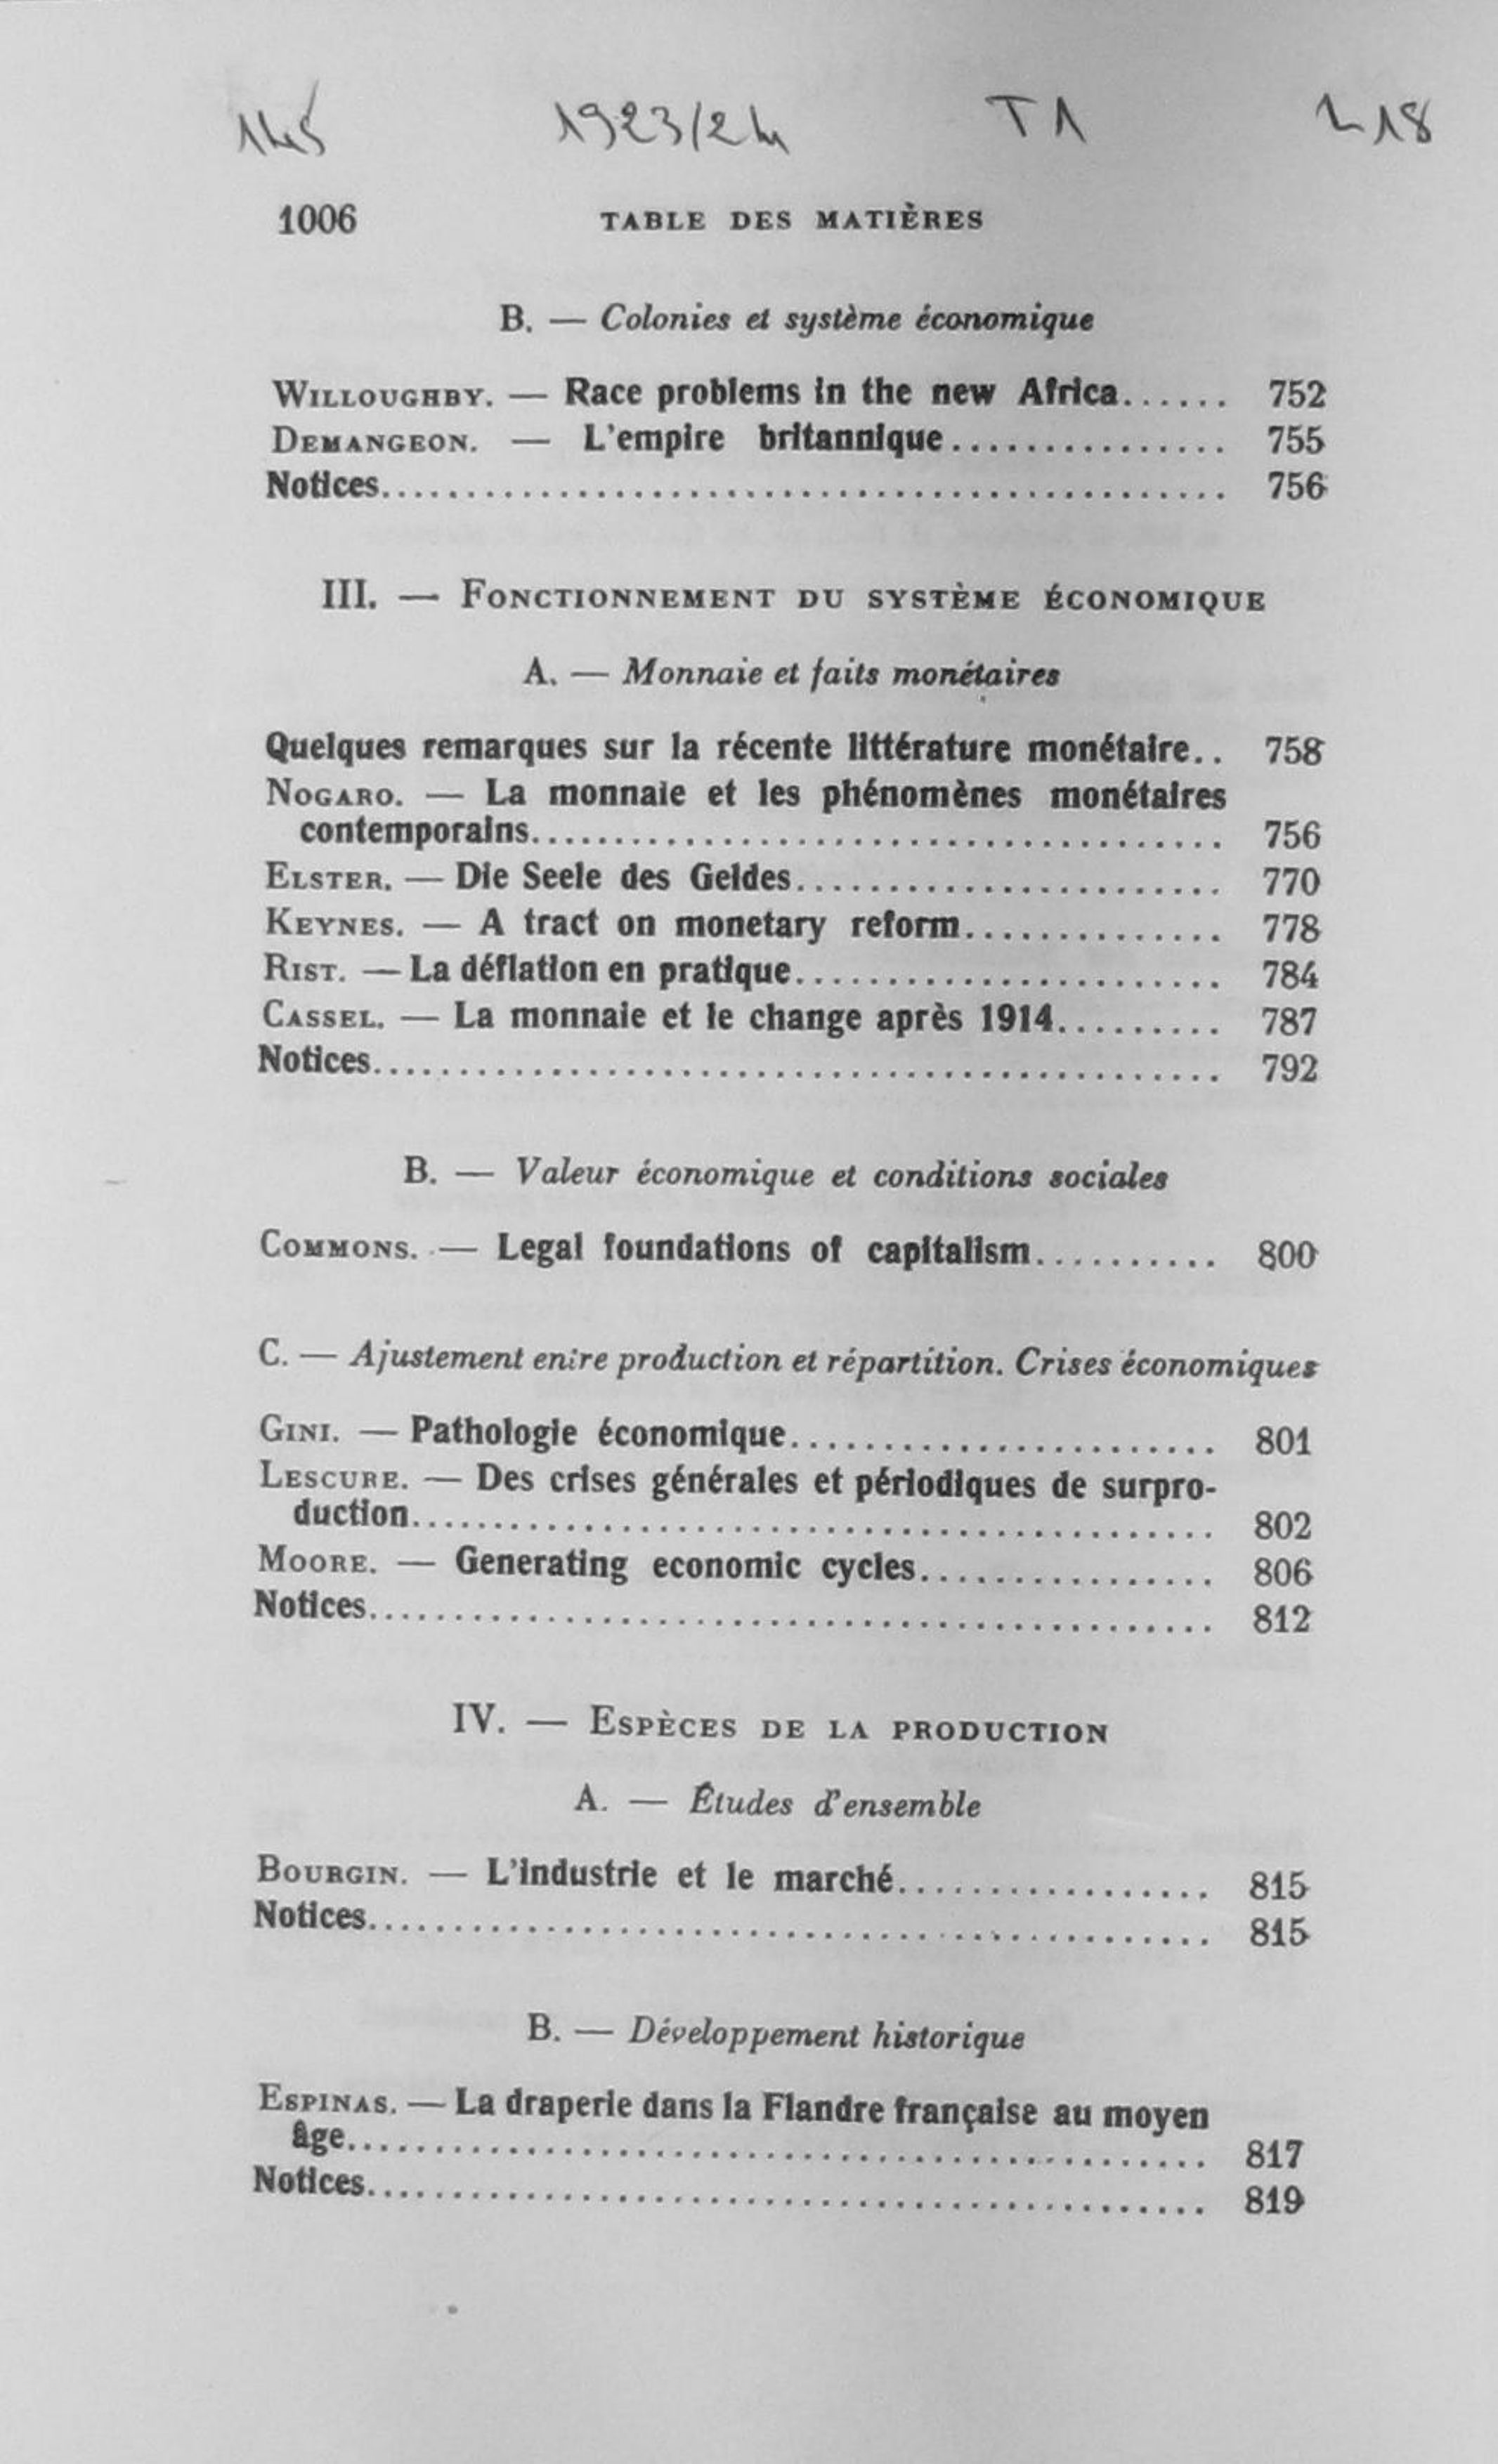 145 1923/24 T1 L18
1006 TABLE DES MATIÈRES
B. — Colonies et système économique
WILLOUGHBY. — Race problems in the new Africa....... 752
DEMANGEON. — L'empire britannique............... 755
Notices.............................................. 756
III. — FONCTIONNEMENT DU SYSTÈME ÉCONOMIQUE
A. — Monnaie et faits monétaires
Quelques remarques sur la récente littérature monétaire.. 758
NOGARO. — La monnaie et les phénomènes monétaires
contemporains...................................... 756
ELSTER. — Die Seele des Geldes....................... 770
KEYNES. — A tract on monetary reform.............. 778
RIST. — La déflation en pratique....................... 784
CASSEL. — La monnaie et le change après 1914......... 787
Notices.............................................. 792
B. — Valeur économique et conditions sociales
COMMONS. — Legal foundations of capitalism.......... 800
C. — Ajustement entre production et répartition. Crises économiques
GINI. — Pathologie économique....................... 801
LESCURE. — Des crises générales et périodiques de surpro-
duction............................................ 802
MOORE. — Generating economic cycles................ 806
Notices.............................................. 812
IV. — ESPÈCES DE LA PRODUCTION
A. — Études d'ensemble
BOURGIN. — L'industrie et le marché................. 815
Notices.............................................. 815
B. — Développement historique
ESPINAS. — La draperie dans la Flandre française au moyen
âge............................................... 817
Notices.............................................. 819